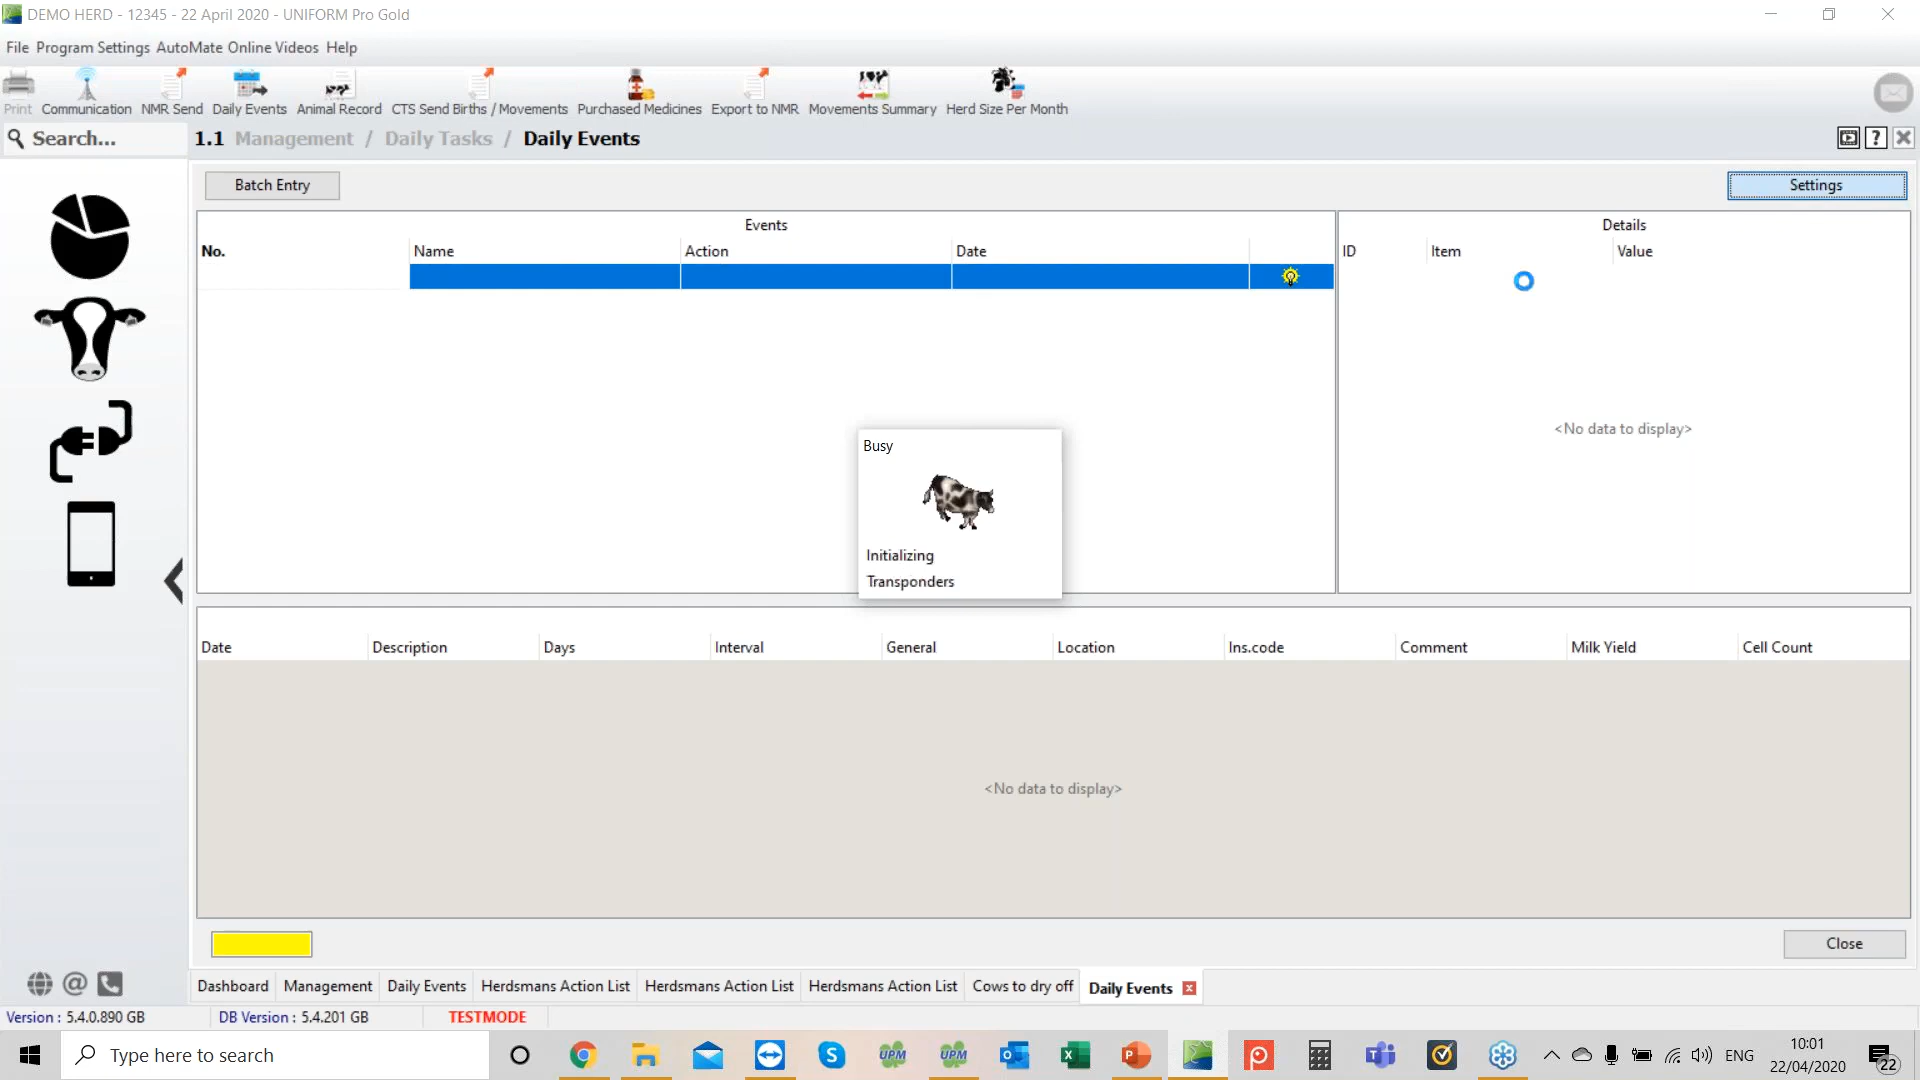 DEMO HERD - 12345 - 22 April 2020 - UNIFORM Pro Gold
File Program Settings AutoMate Online Videos Help
Print Communication NMR Send Daily Events Animal Record CTS Send Births / Movements Purchased Medicines Export to NMR Movements Summary Herd Size Per Month
Search... 1.1 Management / Daily Tasks / Daily Events
Batch Entry Settings
Events Details
No. Name Action Date ID Item Value
<No data to display>
Busy
Initializing
Transponders
Date Description Days Interval General Location Ins.code Comment Milk Yield Cell Count
<No data to display>
Close
Dashboard Management Daily Events Herdsmans Action List Herdsmans Action List Herdsmans Action List Cows to dry off Daily Events
Version : 5.4.0.890 GB DB Version : 5.4.201 GB TESTMODE
Type here to search UPM UPM ENG 10:01
22/04/2020 22